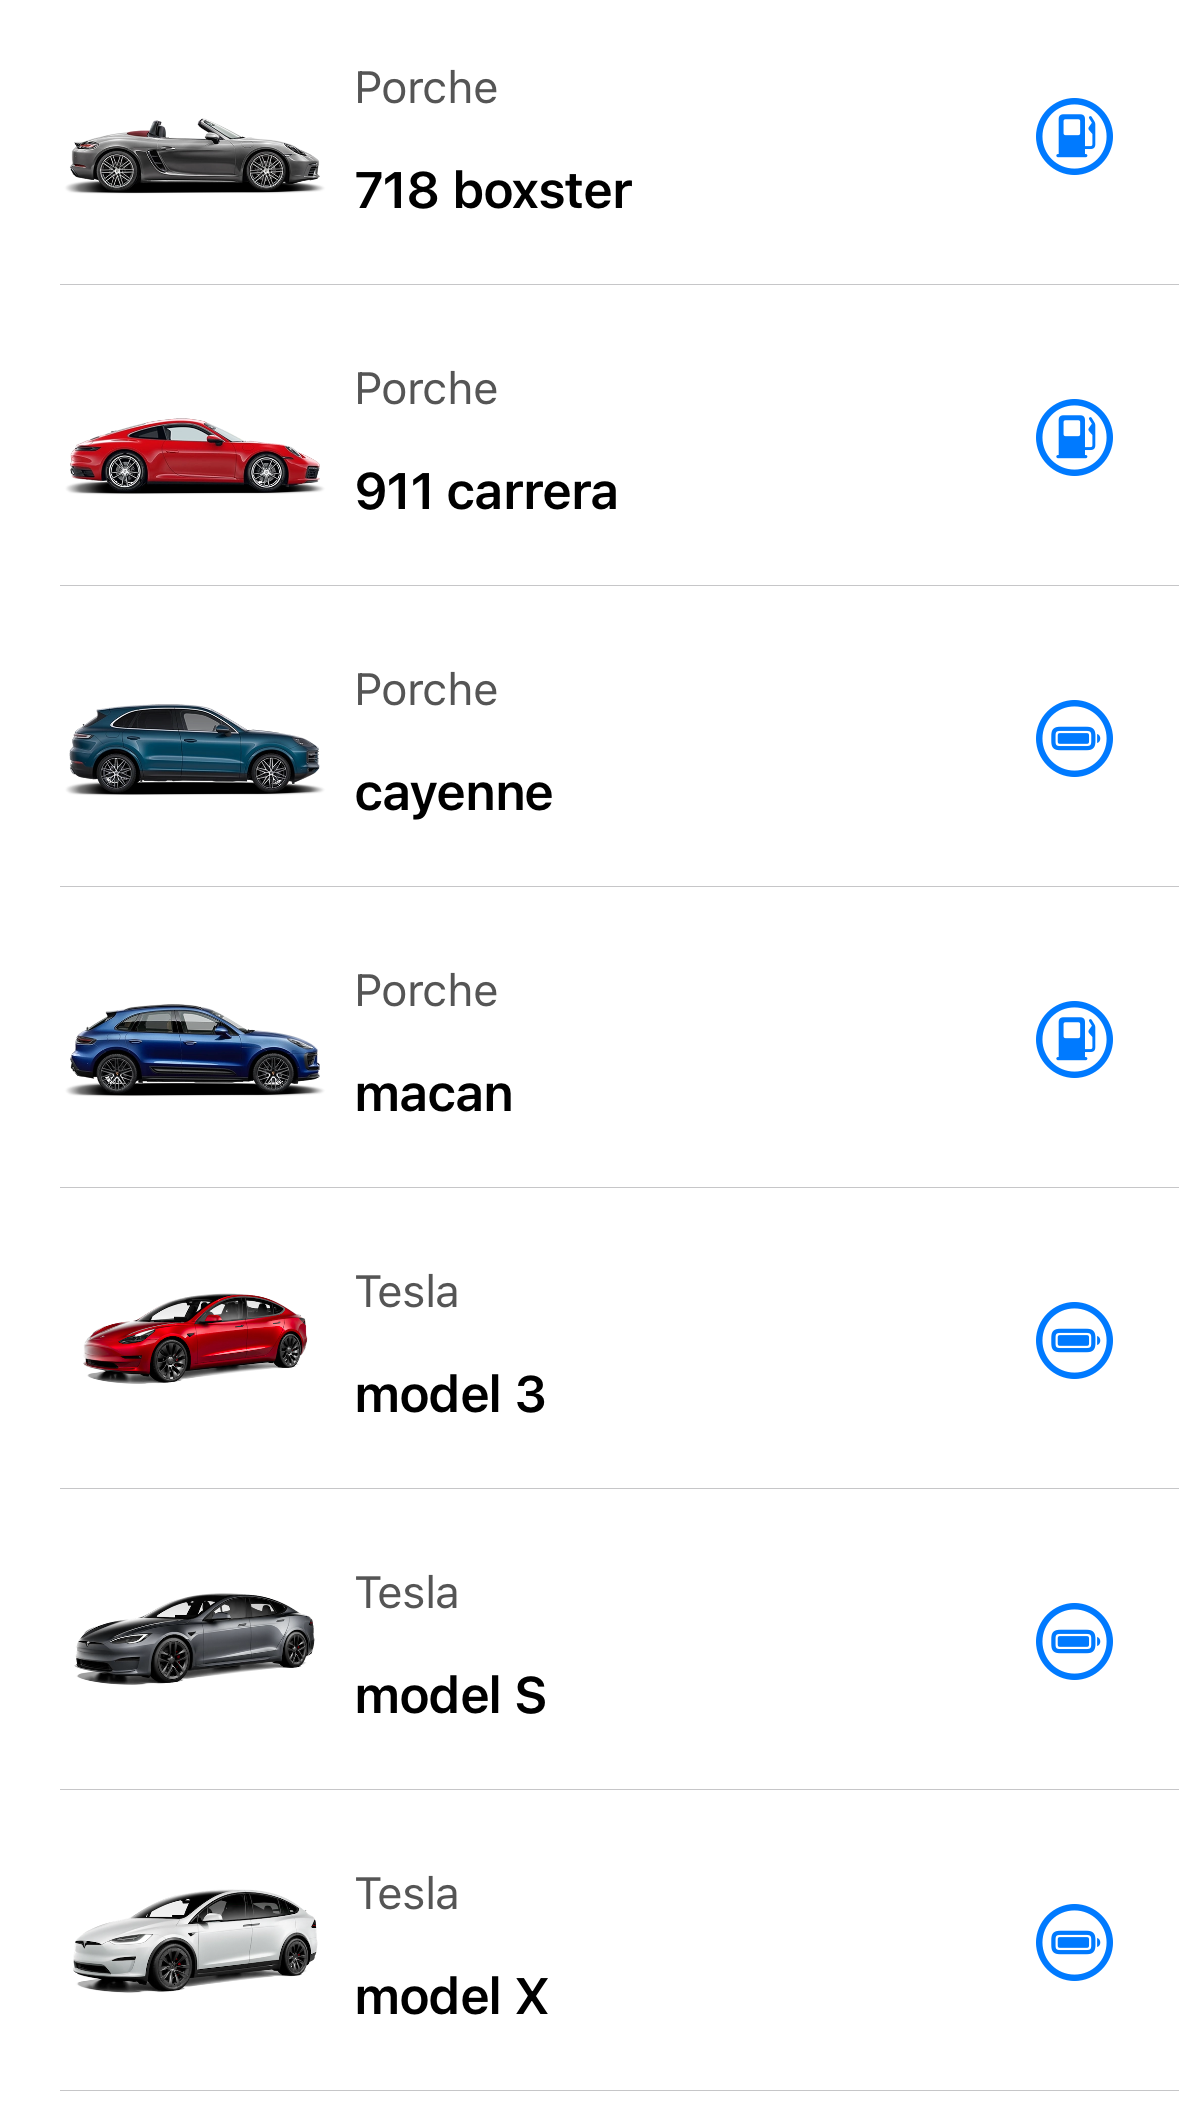 Porche
718 boxster
Porche
911 carrera
Porche
cayenne
Porche
macan
Tesla
model 3
Tesla
model S
Tesla
model X